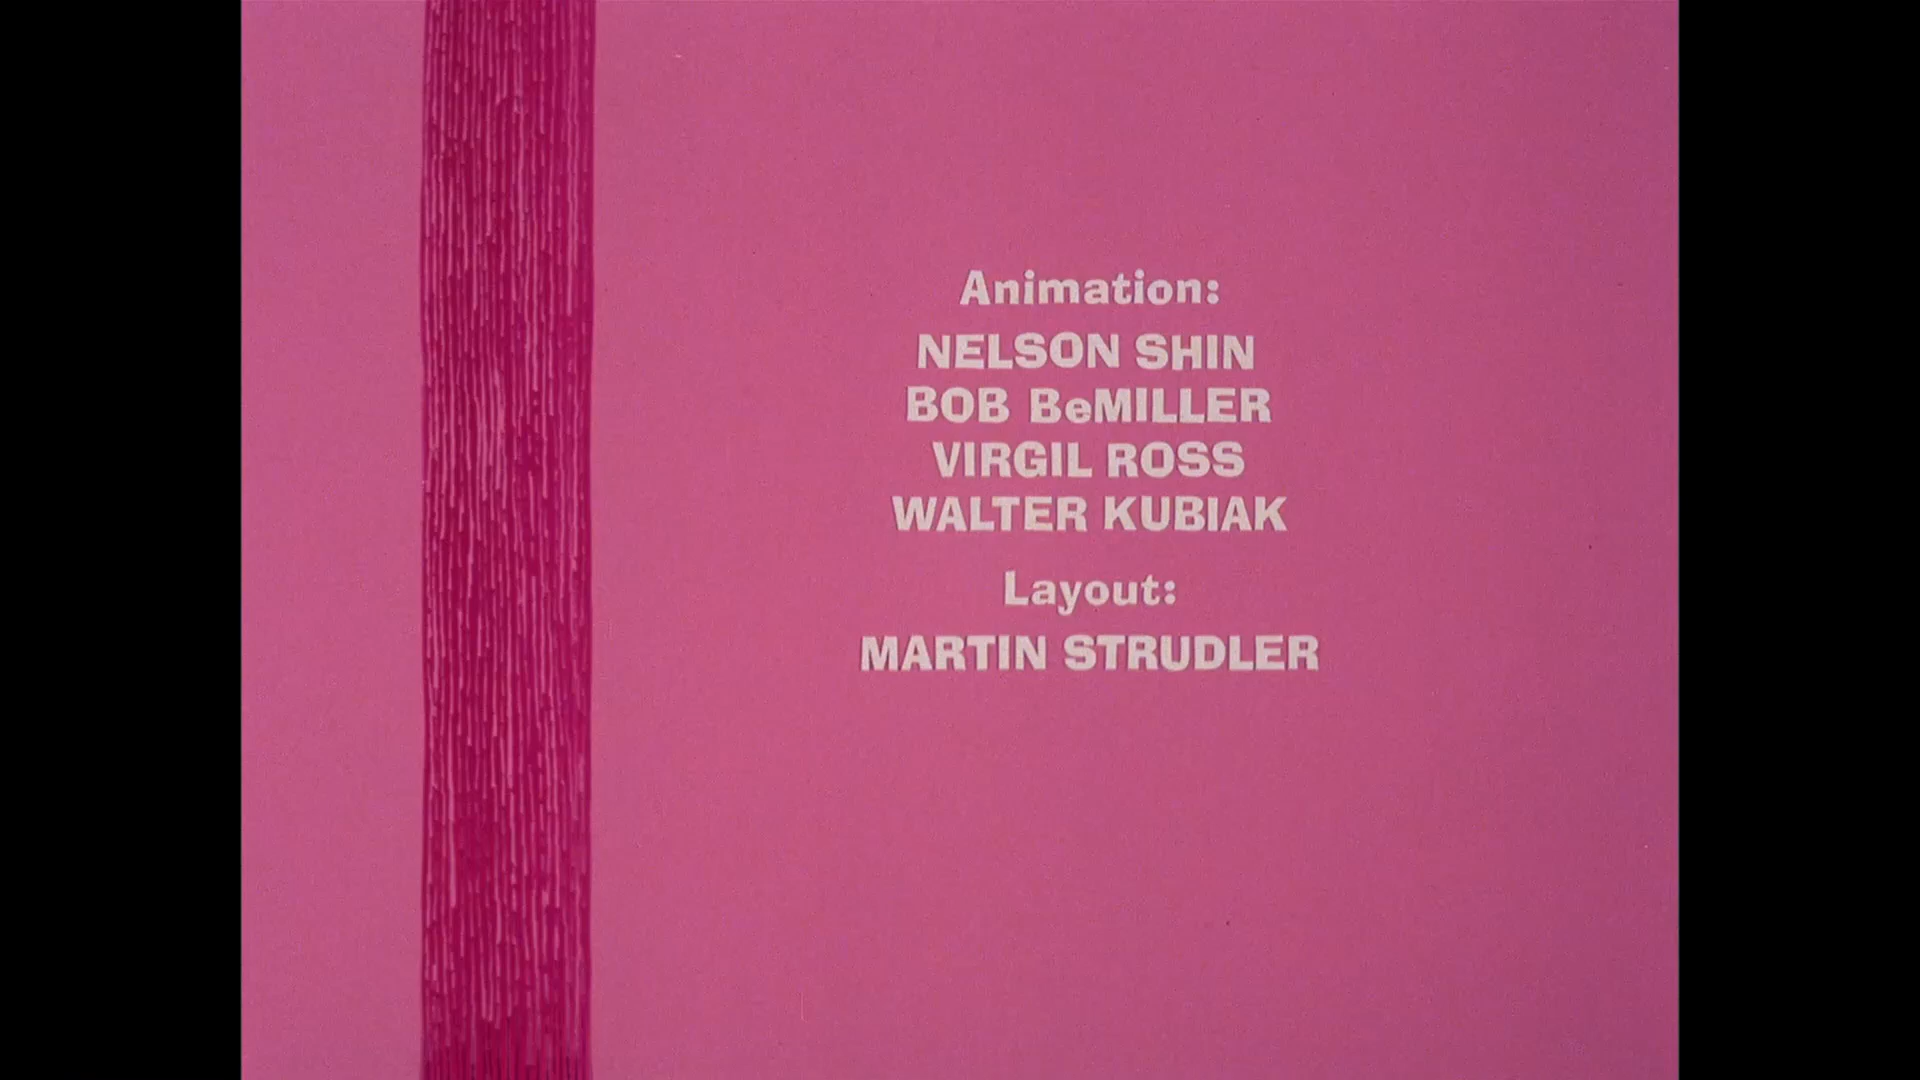 Animation:
NELSON SHIN
BOB BeMILLER
VIRGIL ROSS
WALTER KUBIAK
Layout:
MARTIN STRUDLER